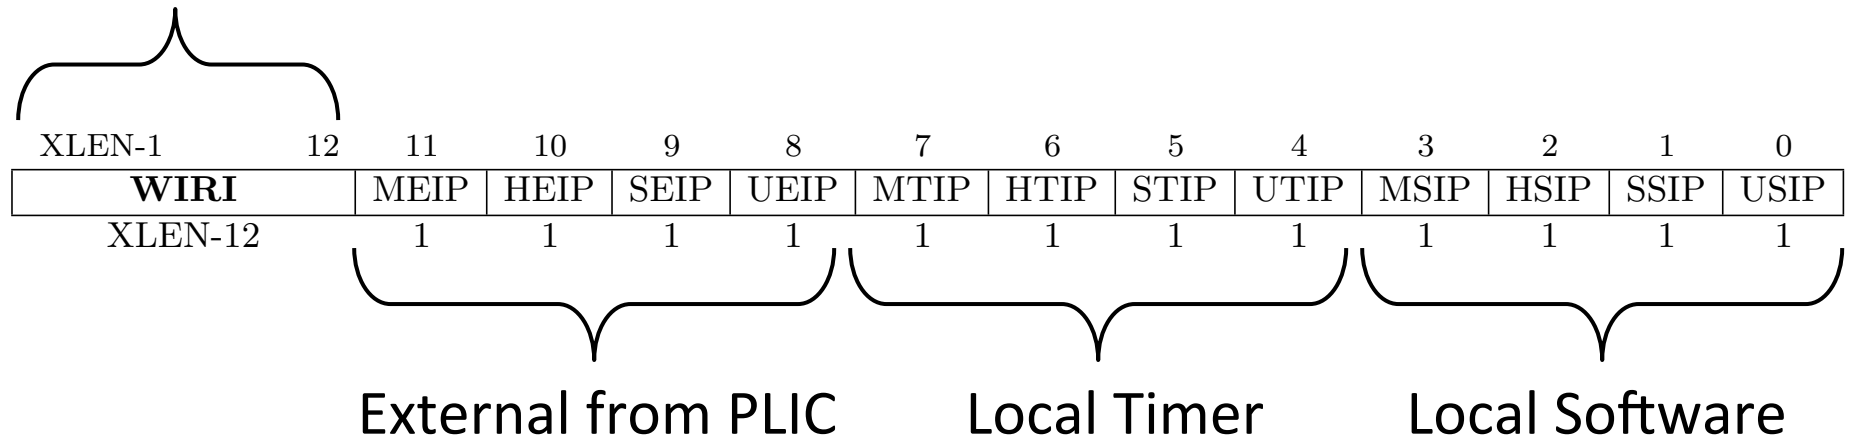 XLEN-1 12 11 10 9 8 7 6 5 4 3 2 1 0
WIRI MEIP HEIP SEIP UEIP MTIP HTIP STIP UTIP MSIP HSIP SSIP USIP
XLEN-12 1 1 1 1 1 1 1 1 1 1 1 1
External from PLIC Local Timer Local Software